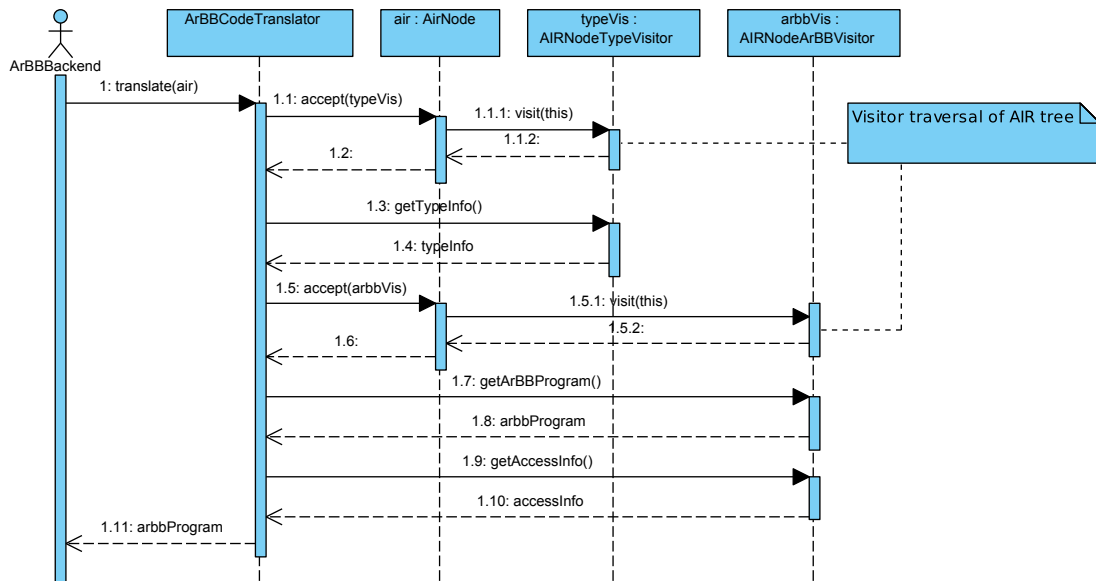 ArBBBackend
ArBBCodeTranslator
air : AirNode
typeVis :
AIRNodeTypeVisitor
arbbVis :
AIRNodeArBBVisitor
1: translate(air)
1.1: accept(typeVis)
1.1.1: visit(this)
Visitor traversal of AIR tree
1.1.2:
1.2:
1.3: getTypeInfo()
1.4: typeInfo
1.5: accept(arbbVis)
1.5.1: visit(this)
1.5.2:
1.6:
1.7: getArBBProgram()
1.8: arbbProgram
1.9: getAccessInfo()
1.10: accessInfo
1.11: arbbProgram